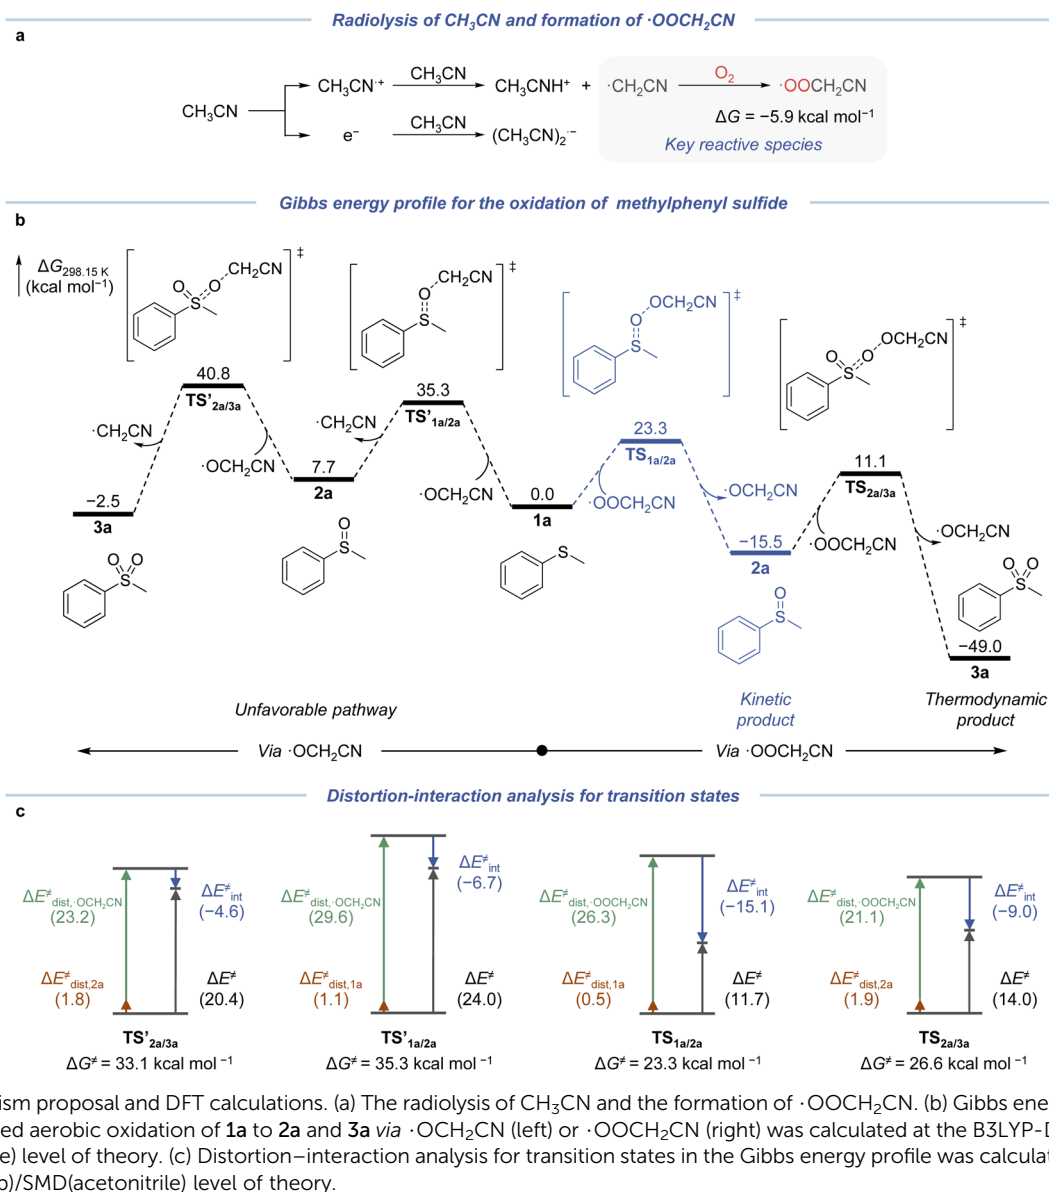 Radiolysis of CH₃CN and formation of ·OOCH₂CN
a
CH₃CN
CH₃CN·⁺ CH₃CN CH₃CNH⁺ + ·CH₂CN O₂ ·OOCH₂CN
e⁻ CH₃CN (CH₃CN)₂·⁻
ΔG = −5.9 kcal mol⁻¹
Key reactive species
Gibbs energy profile for the oxidation of methylphenyl sulfide
b
ΔG298.15 K
(kcal mol⁻¹)
O O CH₂CN S ‡
O CH₂CN S ‡
OCH₂CN O S ‡
OCH₂CN O O S ‡
40.8
TS'2a/3a
35.3
TS'1a/2a
23.3
TS1a/2a
11.1
TS2a/3a
·CH₂CN
·OCH₂CN
·CH₂CN
·OCH₂CN
·OOCH₂CN
·OCH₂CN
·OOCH₂CN
·OCH₂CN
−2.5
3a
7.7
2a
0.0
1a
−15.5
2a
−49.0
3a
O O S
O S
S
O S
O O S
Unfavorable pathway
Kinetic
product
Thermodynamic
product
Via ·OCH₂CN
Via ·OOCH₂CN
Distortion-interaction analysis for transition states
c
ΔE≠dist,·OCH₂CN
(23.2)
ΔE≠int
(−4.6)
ΔE≠dist,2a
(1.8)
ΔE≠
(20.4)
TS'2a/3a
ΔG≠ = 33.1 kcal mol ⁻¹
ΔE≠dist,·OCH₂CN
(29.6)
ΔE≠int
(−6.7)
ΔE≠dist,1a
(1.1)
ΔE≠
(24.0)
TS'1a/2a
ΔG≠ = 35.3 kcal mol ⁻¹
ΔE≠dist,·OOCH₂CN
(26.3)
ΔE≠int
(−15.1)
ΔE≠dist,1a
(0.5)
ΔE≠
(11.7)
TS1a/2a
ΔG≠ = 23.3 kcal mol ⁻¹
ΔE≠dist,·OOCH₂CN
(21.1)
ΔE≠int
(−9.0)
ΔE≠dist,2a
(1.9)
ΔE≠
(14.0)
TS2a/3a
ΔG≠ = 26.6 kcal mol ⁻¹
ism proposal and DFT calculations. (a) The radiolysis of CH₃CN and the formation of ·OOCH₂CN. (b) Gibbs ene
ed aerobic oxidation of 1a to 2a and 3a via ·OCH₂CN (left) or ·OOCH₂CN (right) was calculated at the B3LYP-D
e) level of theory. (c) Distortion–interaction analysis for transition states in the Gibbs energy profile was calculat
o)/SMD(acetonitrile) level of theory.